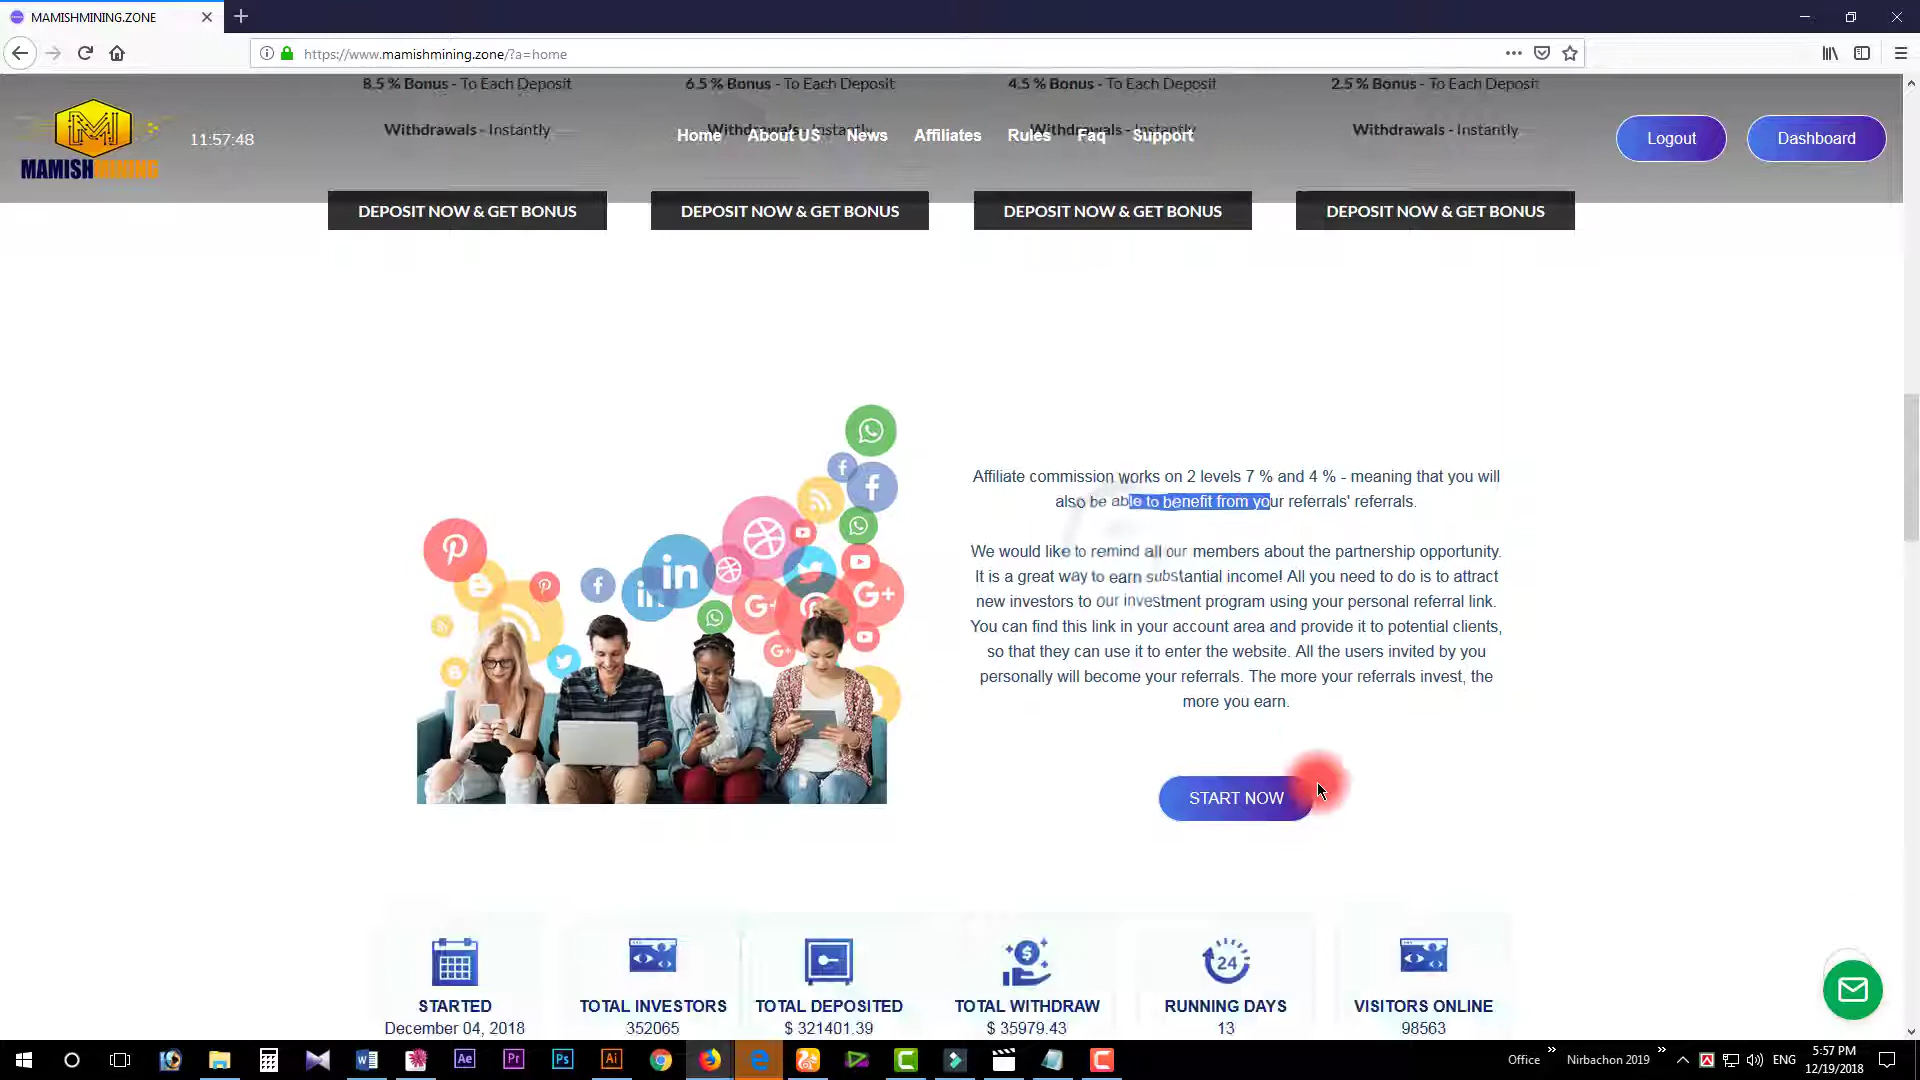 MAMISHMINING.ZONE
https://www.mamishmining.zone/?a=home
8.5 % Bonus - To Each Deposit
6.5 % Bonus - To Each Deposit
4.5 % Bonus - To Each Deposit
2.5 % Bonus - To Each Deposit
Withdrawals - Instantly
Withdrawals - Instantly
Withdrawals - Instantly
Withdrawals - Instantly
MAMISHMINING
11:57:48
Home
About US
News
Affiliates
Rules
Faq
Support
Logout
Dashboard
DEPOSIT NOW & GET BONUS
DEPOSIT NOW & GET BONUS
DEPOSIT NOW & GET BONUS
DEPOSIT NOW & GET BONUS
Affiliate commission works on 2 levels 7 % and 4 % - meaning that you will
also be able to benefit from your referrals' referrals.
We would like to remind all our members about the partnership opportunity.
It is a great way to earn substantial income! All you need to do is to attract
new investors to our investment program using your personal referral link.
You can find this link in your account area and provide it to potential clients,
so that they can use it to enter the website. All the users invited by you
personally will become your referrals. The more your referrals invest, the
more you earn.
START NOW
STARTED
December 04, 2018
TOTAL INVESTORS
352065
TOTAL DEPOSITED
$ 321401.39
TOTAL WITHDRAW
$ 35979.43
24
RUNNING DAYS
13
VISITORS ONLINE
98563
Office
Nirbachon 2019
ENG
5:57 PM
12/19/2018